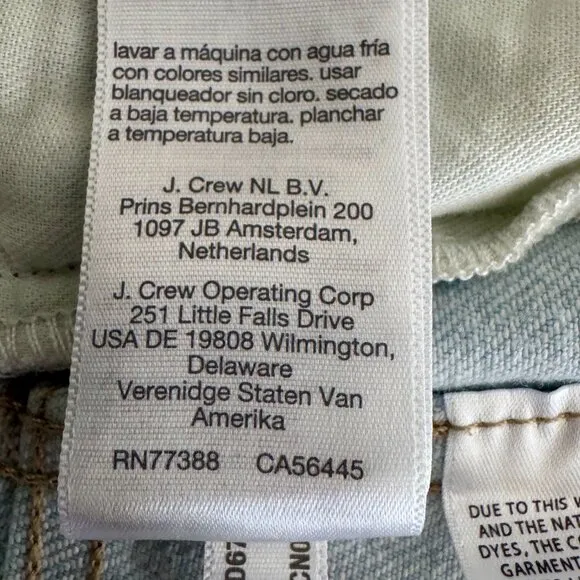 lavar a máquina con agua fría
con colores similares. usar
blanqueador sin cloro. secado
a baja temperatura. planchar
a temperatura baja.
J. Crew NL B.V.
Prins Bernhardplein 200
1097 JB Amsterdam,
Netherlands
J. Crew Operating Corp
251 Little Falls Drive
USA DE 19808 Wilmington,
Delaware
Verenidge Staten Van
Amerika
RN77388 CA56445
DUE TO THIS
AND THE
DYES, THE
GARMENT